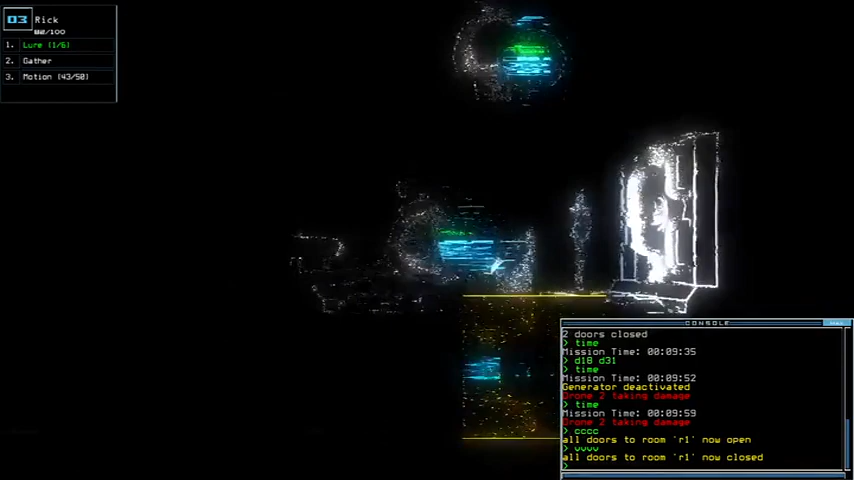 03 Rick
80/100
1. Lure (1/6)
2. Gather
3. Motion (43/50)
CONSOLE
2 doors closed
> time
Mission Time: 00:09:35
> d18 d31
> time
Mission Time: 00:09:52
Generator deactivated
Drone 2 taking damage
> time
Mission Time: 00:09:59
Drone 2 taking damage
> cccc
all doors to room 'r1' now open
> vvvv
all doors to room 'r1' now closed
>